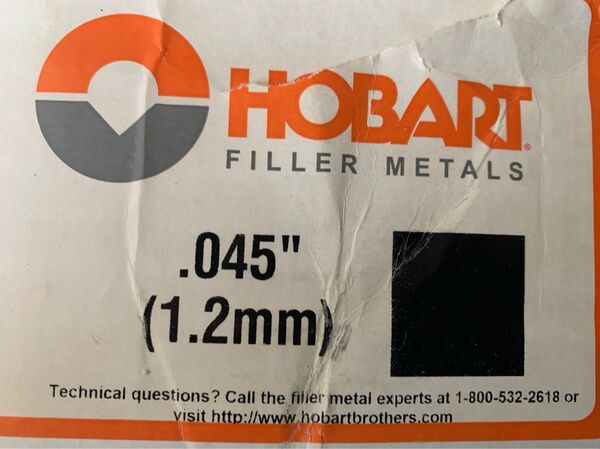 HOBART®
FILLER METALS
.045"
(1.2mm)
Technical questions? Call the filler metal experts at 1-800-532-2618 or
visit http://www.hobartbrothers.com